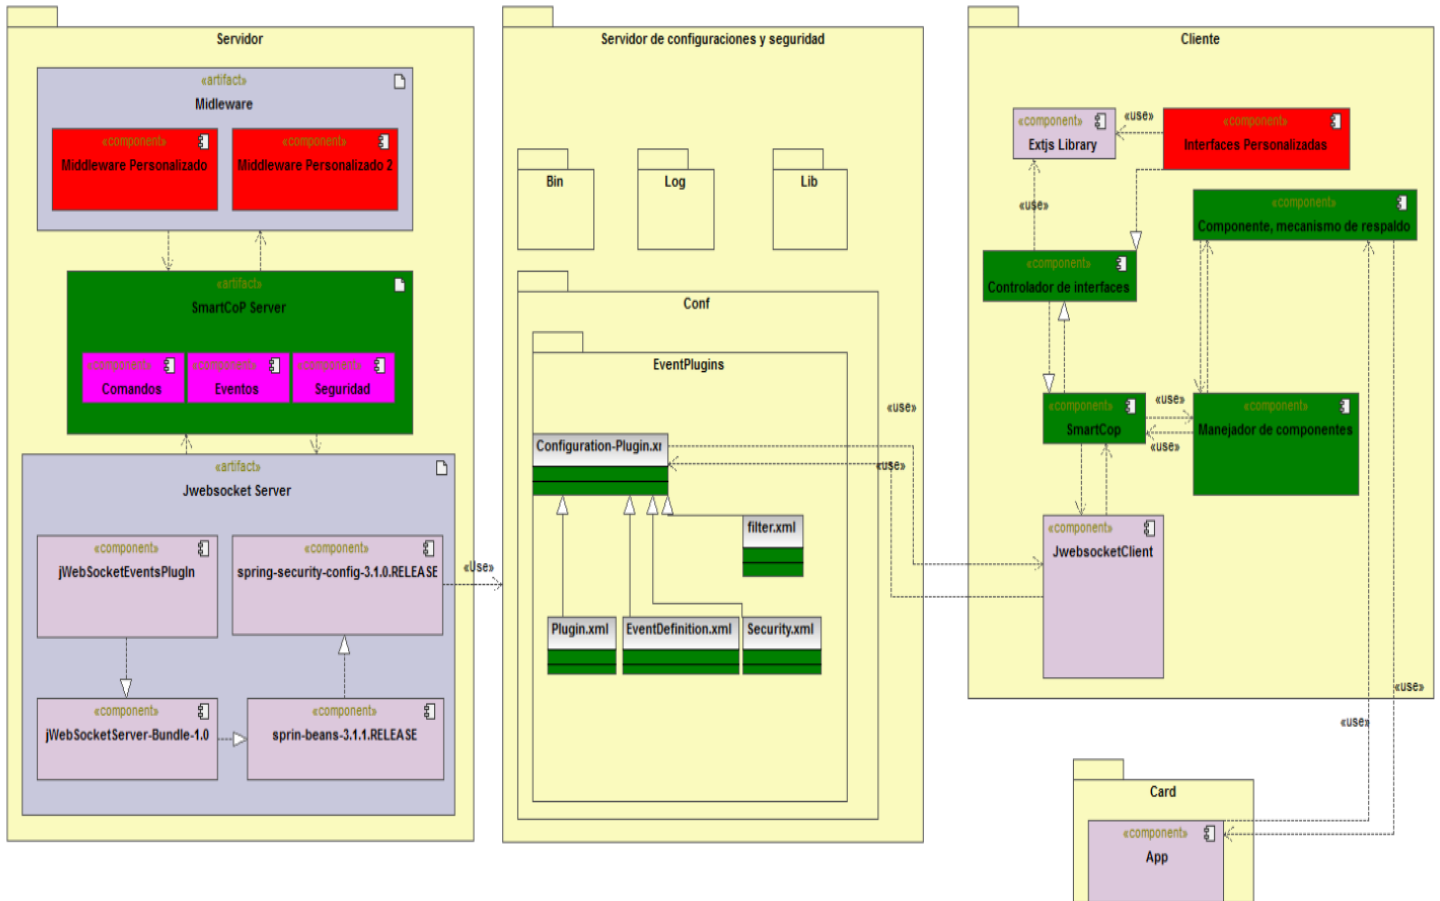 Servidor
«artifact»
Midleware
«component»
Middleware Personalizado
«component»
Middleware Personalizado 2
«artifact»
SmartCoP Server
«component»
Comandos
«component»
Eventos
«component»
Seguridad
«artifact»
Jwebsocket Server
«component»
jWebSocketEventsPlugIn
«component»
spring-security-config-3.1.0.RELEASE
«component»
jWebSocketServer-Bundle-1.0
«component»
sprin-beans-3.1.1.RELEASE
«Use»
Servidor de configuraciones y seguridad
Bin
Log
Lib
Conf
EventPlugins
Configuration-Plugin.xr
filter.xml
Plugin.xml
EventDefinition.xml
Security.xml
«use»
«use»
Cliente
«component»
Extjs Library
«use»
«component»
Interfaces Personalizadas
«use»
«component»
Componente, mecanismo de respaldo
«component»
Controlador de interfaces
«component»
SmartCop
«use»
«use»
«component»
Manejador de componentes
«component»
JwebsocketClient
«use»
«use»
Card
«component»
App